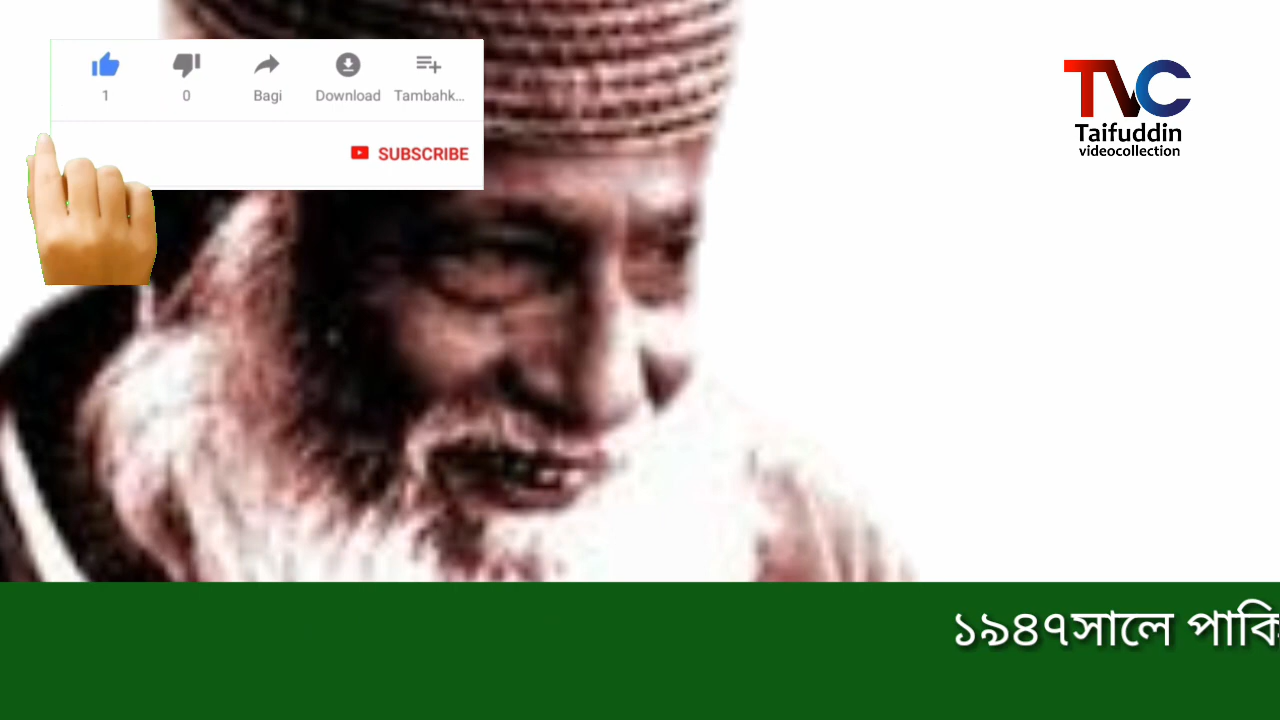 1
0
Bagi
Download
Tambahk...
SUBSCRIBE
TVC
Taifuddin
videocollection
১৯৪৭সালে